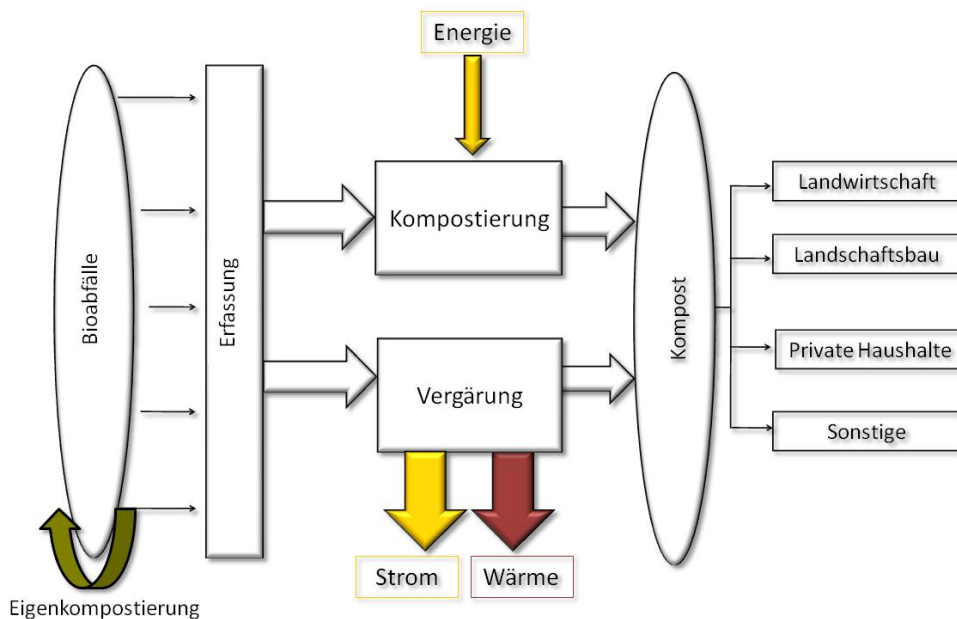 Energie
Bioabfälle
Erfassung
Kompostierung
Vergärung
Strom
Wärme
Kompost
Landwirtschaft
Landschaftsbau
Private Haushalte
Sonstige
Eigenkompostierung